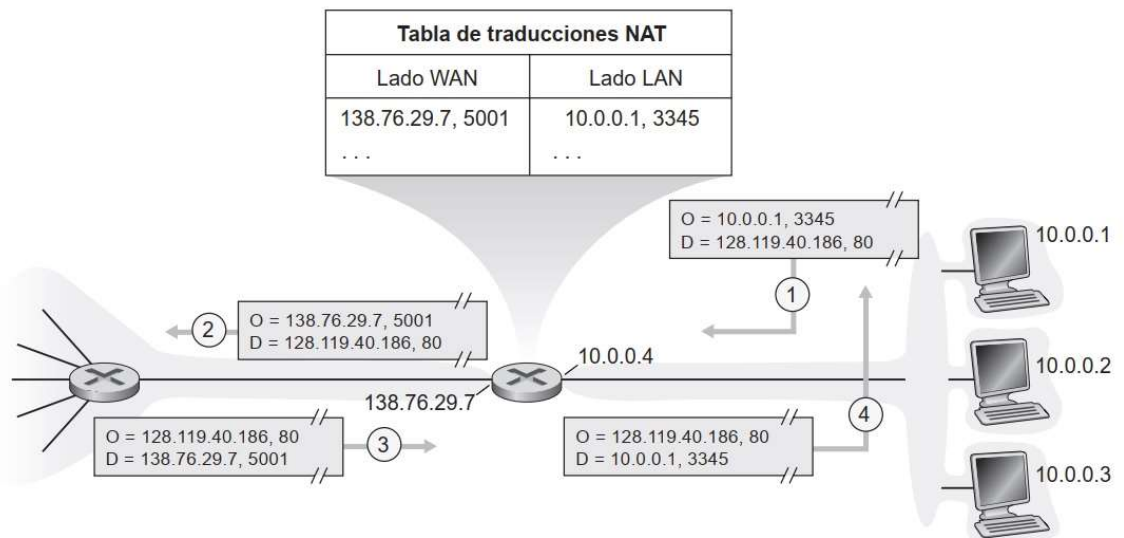 Tabla de traducciones NAT
Lado WAN Lado LAN
138.76.29.7, 5001 10.0.0.1, 3345
. . . . . .
O = 10.0.0.1, 3345
D = 128.119.40.186, 80
10.0.0.1
1
2
O = 138.76.29.7, 5001
D = 128.119.40.186, 80
10.0.0.4
10.0.0.2
138.76.29.7
4
O = 128.119.40.186, 80
D = 138.76.29.7, 5001
3
O = 128.119.40.186, 80
D = 10.0.0.1, 3345
10.0.0.3